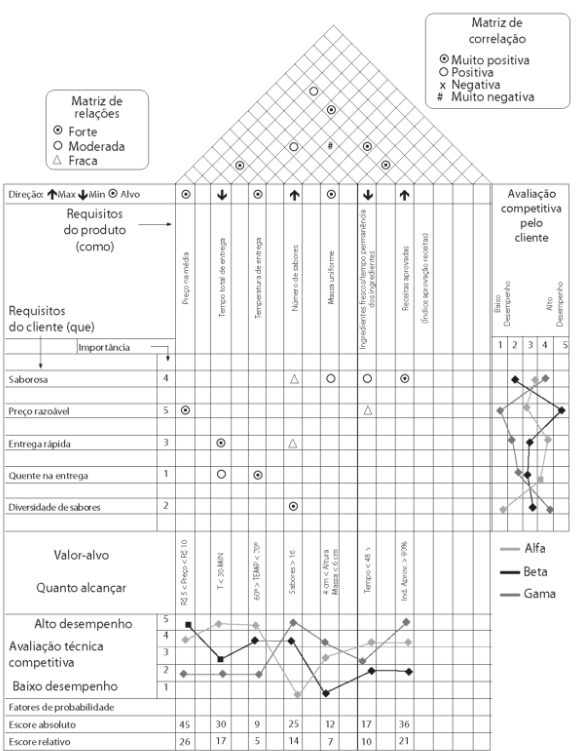 Matriz de
correlação
Muito positiva
Positiva
x Negativa
# Muito negativa
Matriz de
relações
Forte
Moderada
Fraca
#
Direção: Max Min Alvo
Requisitos
do produto
(como)
Preço na média
Tempo total de entrega
Temperatura de entrega
Número de sabores
Massa uniforme
Ingredientes frescos/tempo permanência
dos ingredientes
Receitas aprovadas
(Índice aprovação receitas)
Avaliação
competitiva
pelo
cliente
Baixo
Desempenho
Alto
Desempenho
1 2 3 4 5
Requisitos
do cliente (que)
Importância
Saborosa 4
Preço razoável 5
Entrega rápida 3
Quente na entrega 1
Diversidade de sabores 2
Valor-alvo
Quanto alcançar
R$ 5 < Preço < R$ 10
T < 30 MIN
60º > TEMP < 70º
Sabores > 16
4 cm < Altura
Massa < 6 cm
Tempo < 48
Ind. Aprov. > 90%
Alfa
Beta
Gama
Alto desempenho 5
4
Avaliação técnica
competitiva
3
2
Baixo desempenho 1
Fatores de probabilidade
Escore absoluto 45 30 9 25 12 17 36
Escore relativo 26 17 5 14 7 10 21